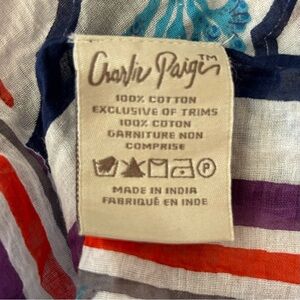 Charlie Paige™
100% COTTON
EXCLUSIVE OF TRIMS
100% COTON
GARNITURE NON
COMPRISE
P
MADE IN INDIA
FABRIQUÉ EN INDE